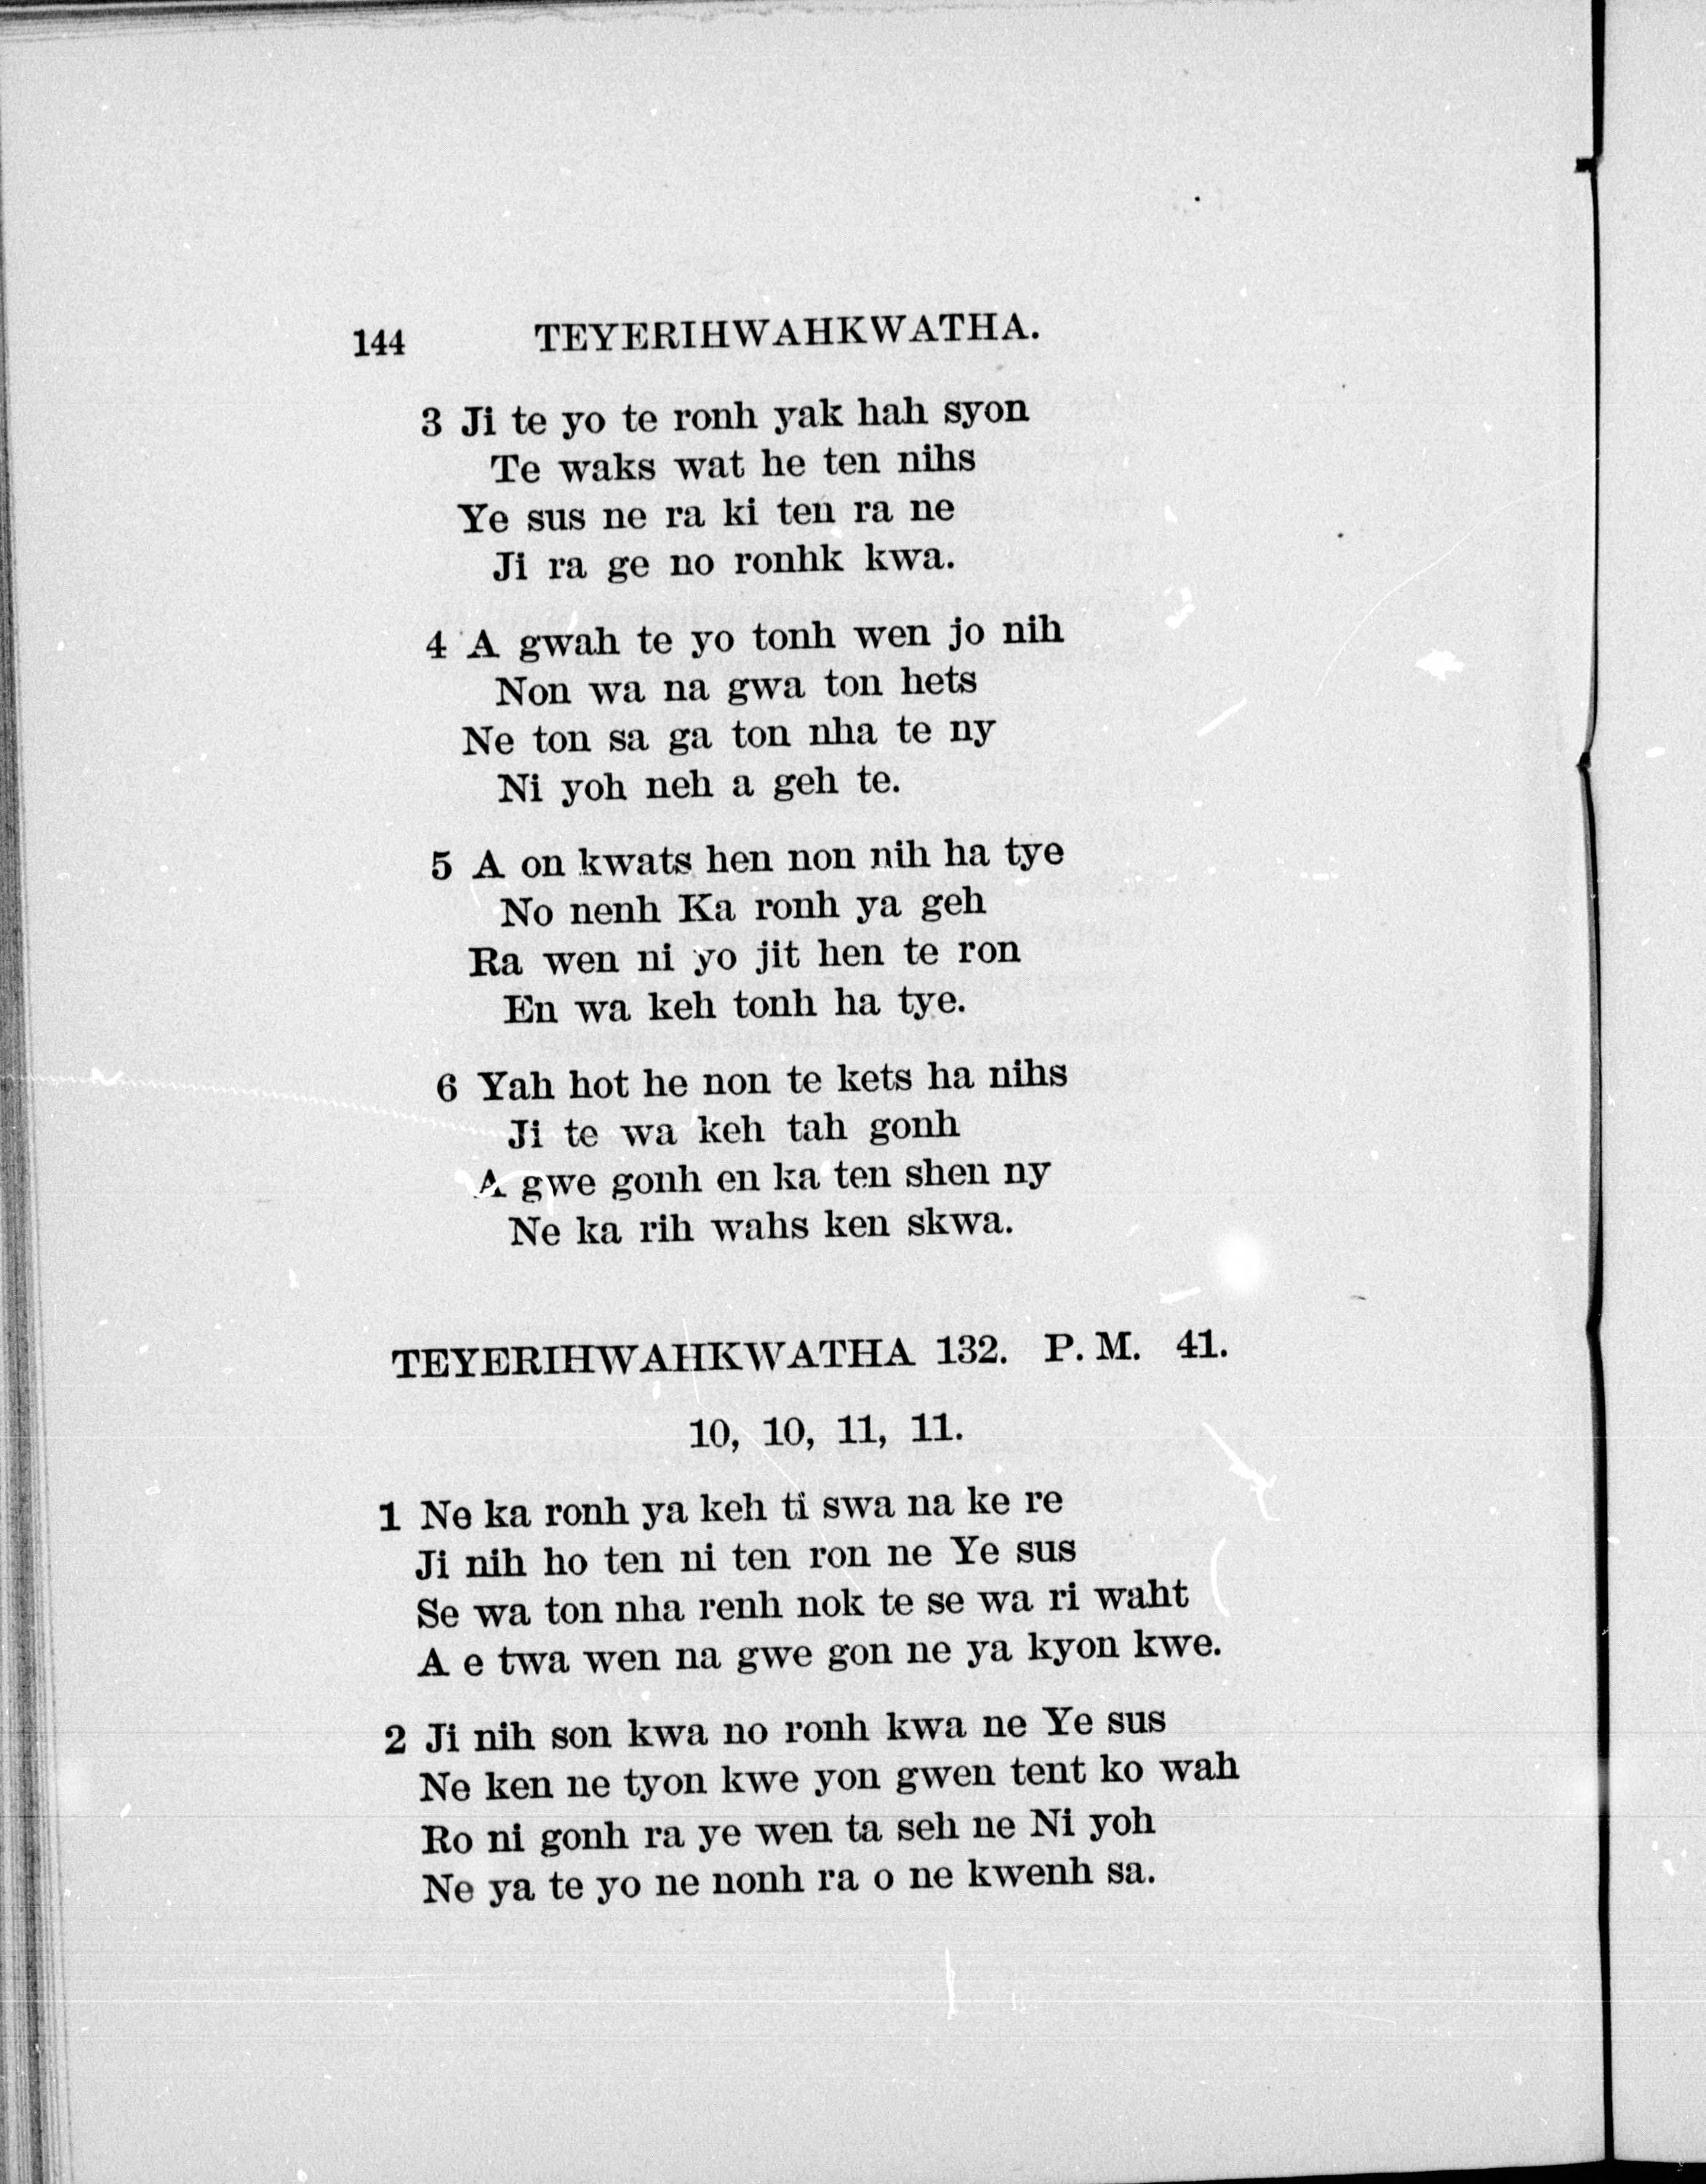 144 TEYERIHWAHKWATHA.
3 Ji te yo te ronh yak hah syon
Te waks wat he ten nihs
Ye sus ne ra ki ten ra ne
Ji ra ge no ronhk kwa.
4 A gwah te yo tonh wen jo nih
Non wa na gwa ton hets
Ne ton sa ga ton nha te ny
Ni yoh neh a geh te.
5 A on kwats hen non nih ha tye
No nenh Ka ronh ya geh
Ra wen ni yo jit hen te ron
En wa keh tonh ha tye.
6 Yah hot he non te kets ha nihs
Ji te wa keh tah gonh
A gwe gonh en ka ten shen ny
Ne ka rih wahs ken skwa.
TEYERIHWAHKWATHA 132. P. M. 41.
10, 10, 11, 11.
1 Ne ka ronh ya keh ti swa na ke re
Ji nih ho ten ni ten ron ne Ye sus
Se wa ton nha renh nok te se wa ri waht
A e twa wen na gwe gon ne ya kyon kwe.
2 Ji nih son kwa no ronh kwa ne Ye sus
Ne ken ne tyon kwe yon gwen tent ko wah
Ro ni gonh ra ye wen ta seh ne Ni yoh
Ne ya te yo ne nonh ra o ne kwenh sa.